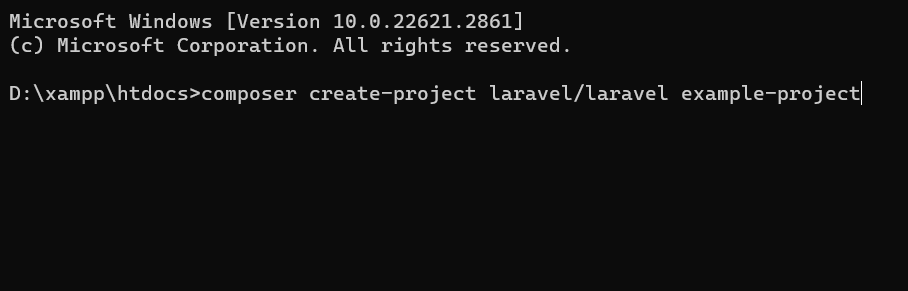 Microsoft Windows [Version 10.0.22621.2861]
(c) Microsoft Corporation. All rights reserved.
D:\xampp\htdocs>composer create-project laravel/laravel example-project